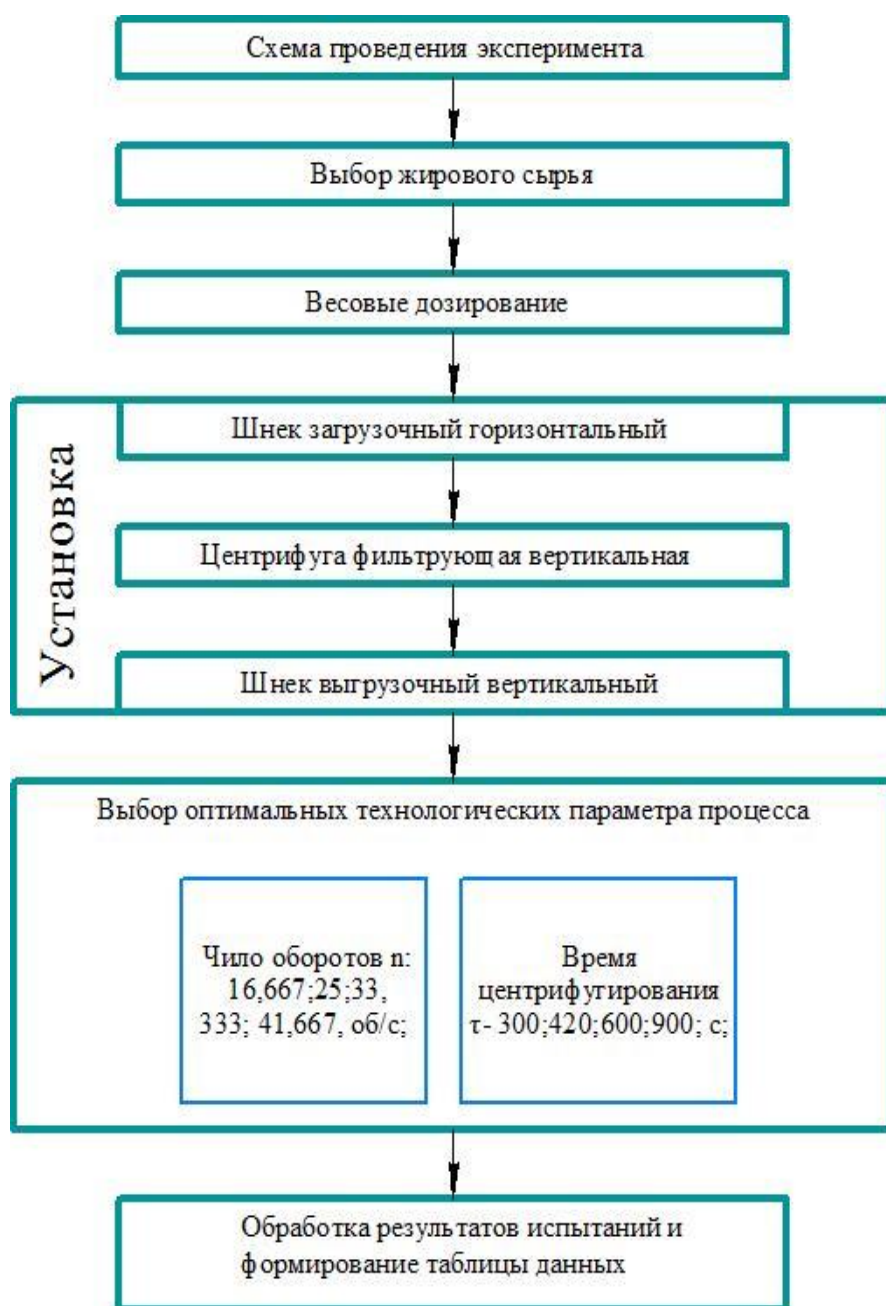 Схема проведения эксперимента
Выбор жирового сырья
Весовые дозирование
Установка
Шнек загрузочный горизонтальный
Центрифуга фильтрующая вертикальная
Шнек выгрузочный вертикальный
Выбор оптимальных технологических параметра процесса
Чило оборотов n:
16,667;25;33,
333; 41,667, об/с;
Время
центрифугирования
τ- 300;420;600;900; с;
Обработка результатов испытаний и
формирование таблицы данных